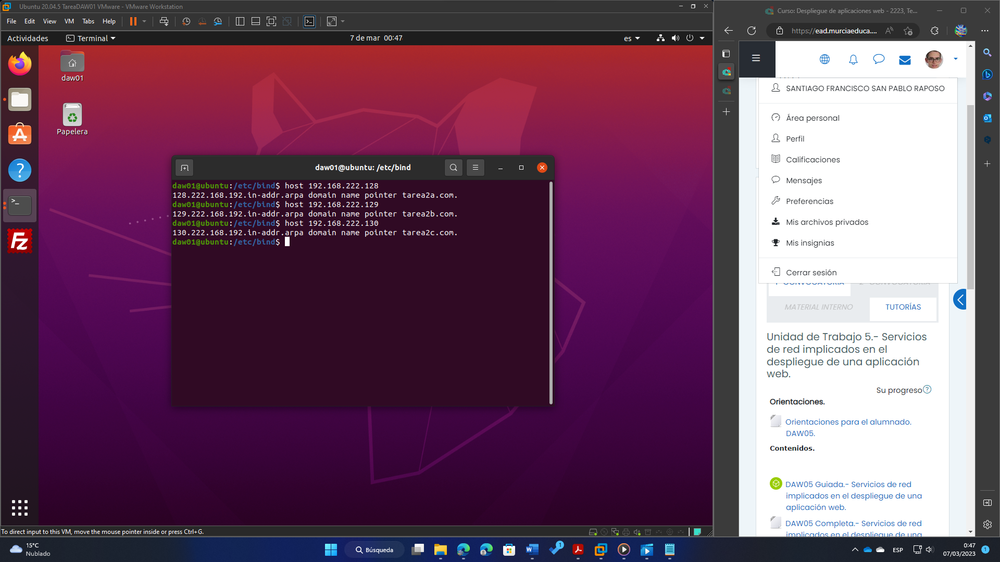 Ubuntu 20.04.5 TareaDAW01 VMware - VMware Workstation
File Edit View VM Tabs Help
Actividades
Terminal
7 de mar 00:47
es
daw01
Papelera
daw01@ubuntu: /etc/bind
daw01@ubuntu:/etc/bind$ host 192.168.222.128
128.222.168.192.in-addr.arpa domain name pointer tarea2a.com.
daw01@ubuntu:/etc/bind$ host 192.168.222.129
129.222.168.192.in-addr.arpa domain name pointer tarea2b.com.
daw01@ubuntu:/etc/bind$ host 192.168.222.130
130.222.168.192.in-addr.arpa domain name pointer tarea2c.com.
daw01@ubuntu:/etc/bind$
To direct input to this VM, move the mouse pointer inside or press Ctrl+G.
Curso: Despliegue de aplicaciones web - 2223, Te...
https://ead.murciaeduca....
SANTIAGO FRANCISCO SAN PABLO RAPOSO
Área personal
Perfil
Calificaciones
Mensajes
Preferencias
Mis archivos privados
Mis insignias
Cerrar sesión
1ª CONVOCATORIA
2ª CONVOCATORIA
MATERIAL INTERNO
TUTORÍAS
Unidad de Trabajo 5.- Servicios
de red implicados en el
despliegue de una aplicación
web.
Su progreso
Orientaciones.
Orientaciones para el alumnado.
DAW05.
Contenidos.
DAW05 Guiada.- Servicios de red
implicados en el despliegue de una
aplicación web.
DAW05 Completa.- Servicios de red
implicados en el despliegue de una
15°C
Nublado
Búsqueda
1
ESP
0:47
07/03/2023
1